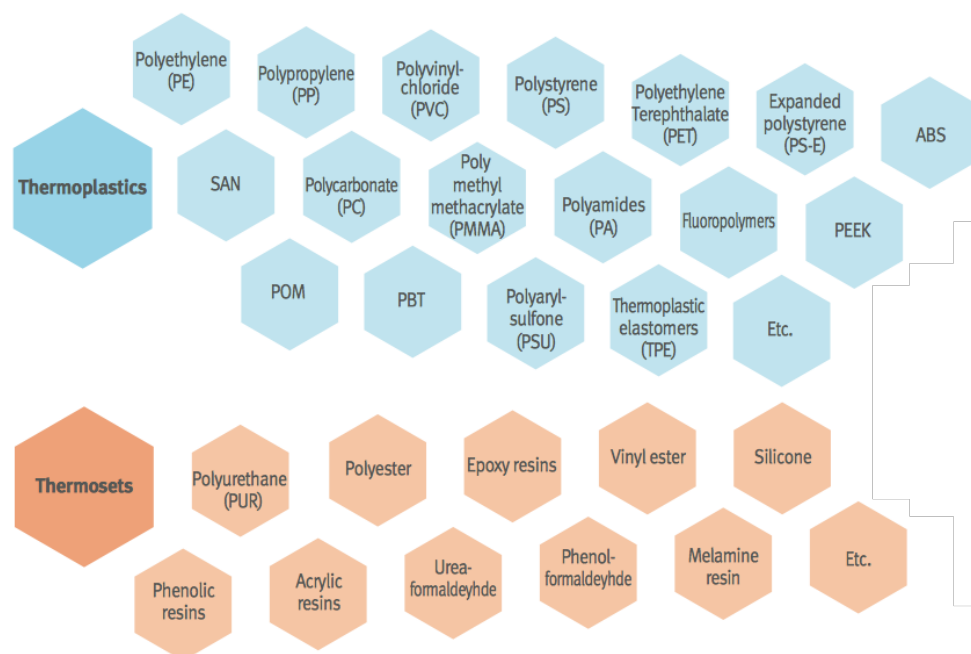 Polyethylene
(PE)
Polypropylene
(PP)
Polyvinyl-
chloride
(PVC)
Polystyrene
(PS)
Polyethylene
Terephthalate
(PET)
Expanded
polystyrene
(PS-E)
ABS
Thermoplastics
SAN
Polycarbonate
(PC)
Poly
methyl
methacrylate
(PMMA)
Polyamides
(PA)
Fluoropolymers
PEEK
POM
PBT
Polyaryl-
sulfone
(PSU)
Thermoplastic
elastomers
(TPE)
Etc.
Thermosets
Polyurethane
(PUR)
Polyester
Epoxy resins
Vinyl ester
Silicone
Phenolic
resins
Acrylic
resins
Urea-
formaldeyhde
Phenol-
formaldeyhde
Melamine
resin
Etc.